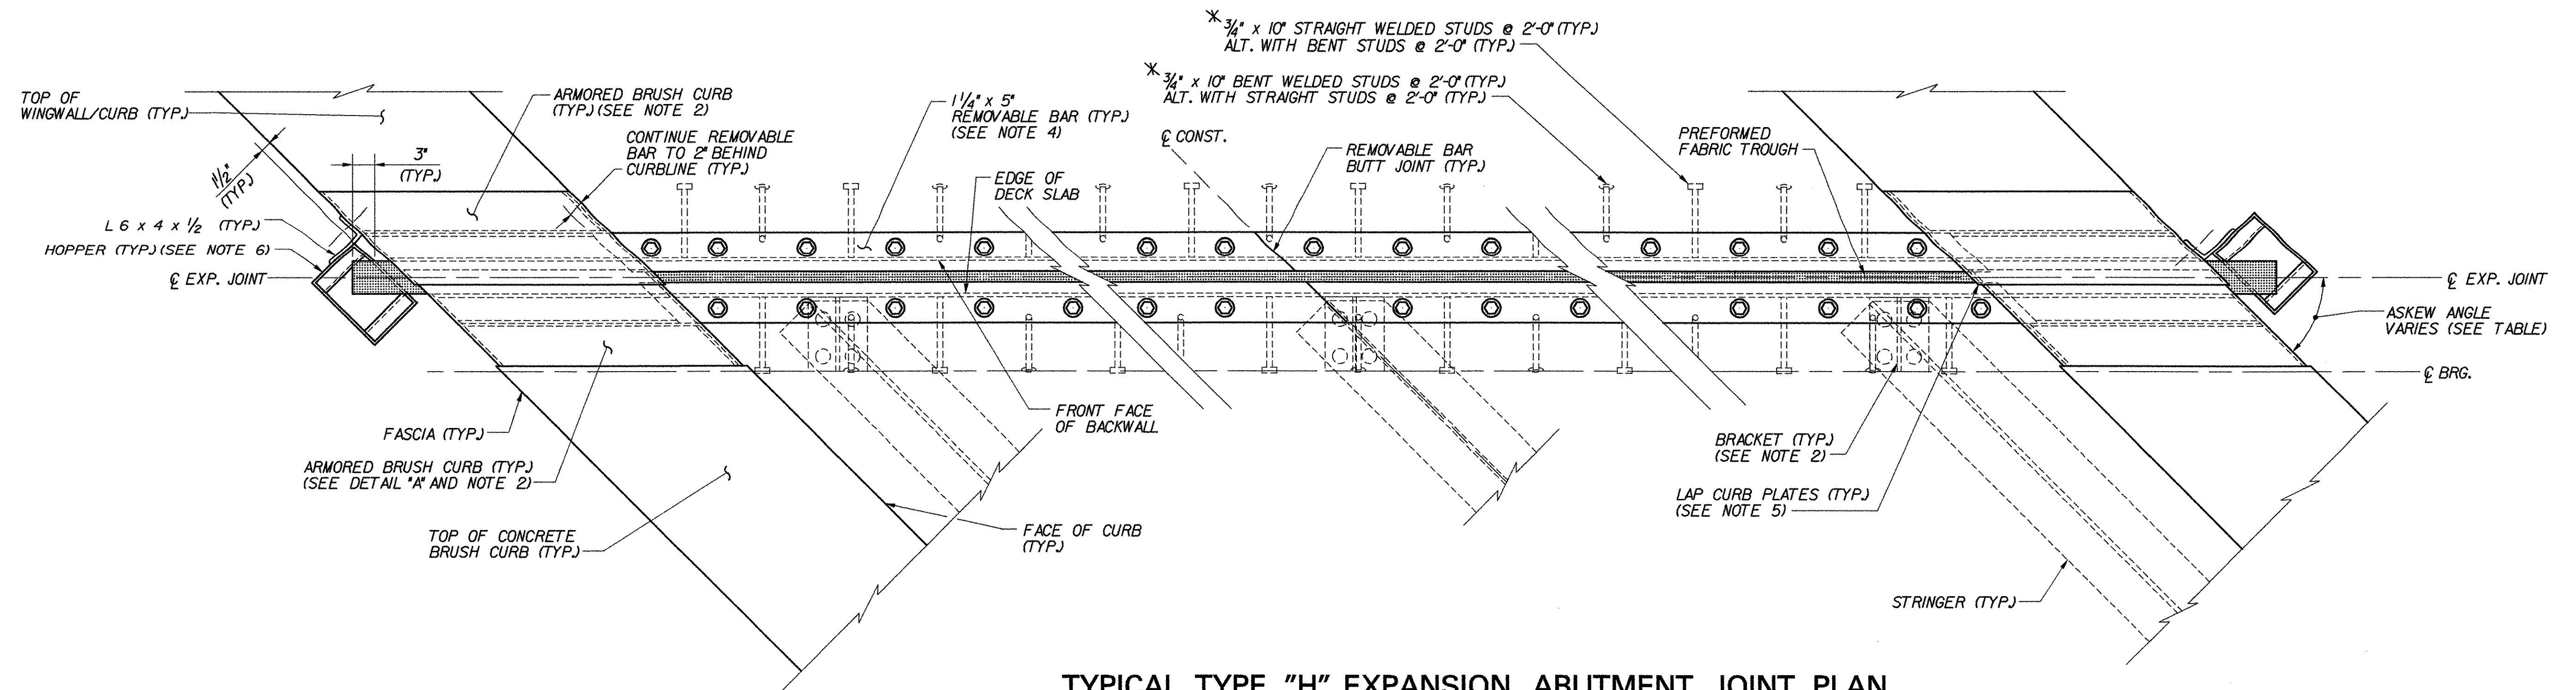 * 3/4" x 10" STRAIGHT WELDED STUDS @ 2'-0" (TYP.)
ALT. WITH BENT STUDS @ 2'-0" (TYP.)
* 3/4" x 10" BENT WELDED STUDS @ 2'-0" (TYP.)
ALT. WITH STRAIGHT STUDS @ 2'-0" (TYP.)
TOP OF
WINGWALL/CURB (TYP.)
ARMORED BRUSH CURB
(TYP.) (SEE NOTE 2)
1 1/4" x 5"
REMOVABLE BAR (TYP.)
(SEE NOTE 4)
CONTINUE REMOVABLE
BAR TO 2" BEHIND
CURBLINE (TYP.)
℄ CONST.
REMOVABLE BAR
BUTT JOINT (TYP.)
PREFORMED
FABRIC TROUGH
3"
(TYP.)
1 1/2"
(TYP.)
EDGE OF
DECK SLAB
L 6 x 4 x 1/2 (TYP.)
HOPPER (TYP.) (SEE NOTE 6)
℄ EXP. JOINT
℄ EXP. JOINT
ASKEW ANGLE
VARIES (SEE TABLE)
℄ BRG.
FRONT FACE
OF BACKWALL
FASCIA (TYP.)
ARMORED BRUSH CURB (TYP.)
(SEE DETAIL "A" AND NOTE 2)
BRACKET (TYP.)
(SEE NOTE 2)
LAP CURB PLATES (TYP.)
(SEE NOTE 5)
TOP OF CONCRETE
BRUSH CURB (TYP.)
FACE OF CURB
(TYP.)
STRINGER (TYP.)
TYPICAL TYPE "H" EXPANSION ABUTMENT JOINT PLAN